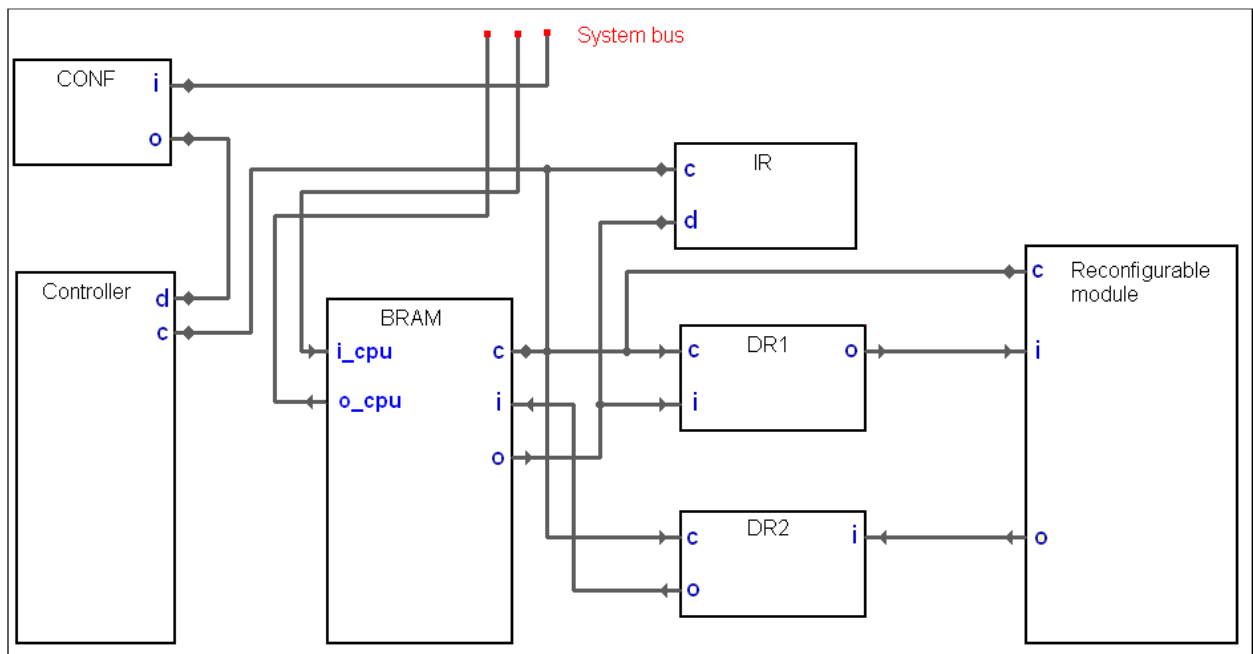 System bus
CONF
i
o
IR
c
d
Controller
d
c
Reconfigurable
module
c
i
o
BRAM
i_cpu
c
o_cpu
i
o
DR1
c
o
i
DR2
c
i
o